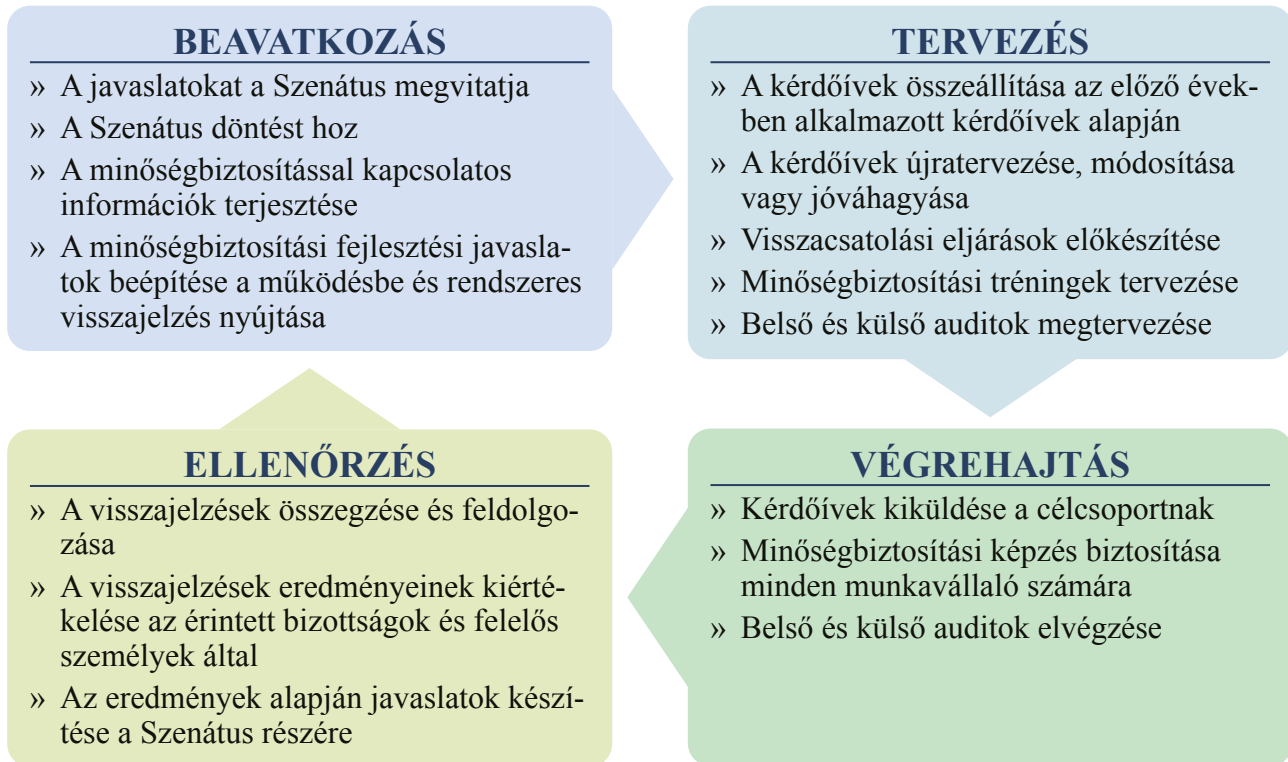 BEAVATKOZÁS
» A javaslatokat a Szenátus megvitatja
» A Szenátus döntést hoz
» A minőségbiztosítással kapcsolatos
információk terjesztése
» A minőségbiztosítási fejlesztési javasla-
tok beépítése a működésbe és rendszeres
visszajelzés nyújtása
TERVEZÉS
» A kérdőívek összeállítása az előző évek-
ben alkalmazott kérdőívek alapján
» A kérdőívek újratervezése, módosítása
vagy jóváhagyása
» Visszacsatolási eljárások előkészítése
» Minőségbiztosítási tréningek tervezése
» Belső és külső auditok megtervezése
ELLENŐRZÉS
» A visszajelzések összegzése és feldolgo-
zása
» A visszajelzések eredményeinek kiérté-
kelése az érintett bizottságok és felelős
személyek által
» Az eredmények alapján javaslatok készí-
tése a Szenátus részére
VÉGREHAJTÁS
» Kérdőívek kiküldése a célcsoportnak
» Minőségbiztosítási képzés biztosítása
minden munkavállaló számára
» Belső és külső auditok elvégzése